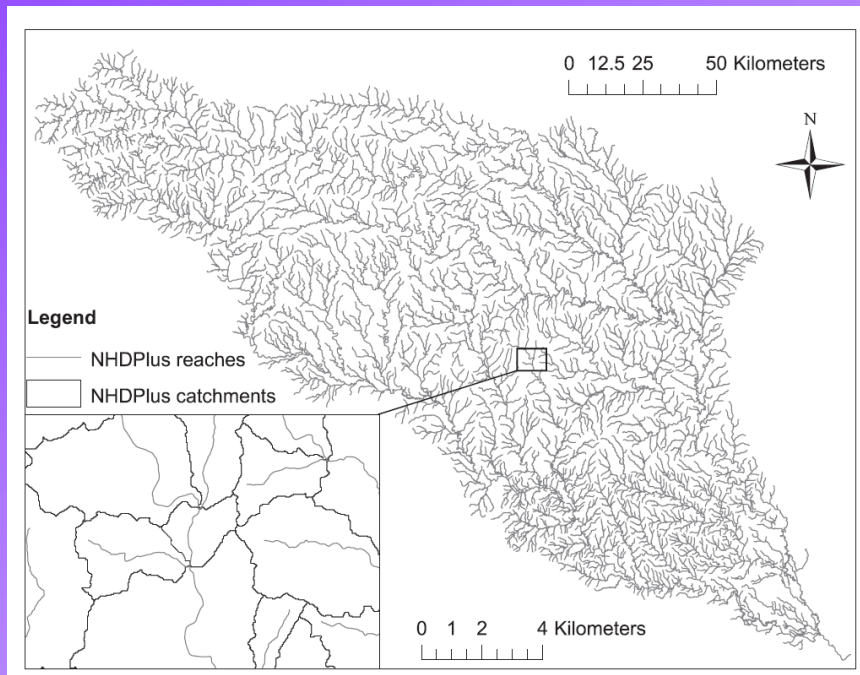 0 12.5 25 50 Kilometers
N
Legend
NHDPlus reaches
NHDPlus catchments
0 1 2 4 Kilometers